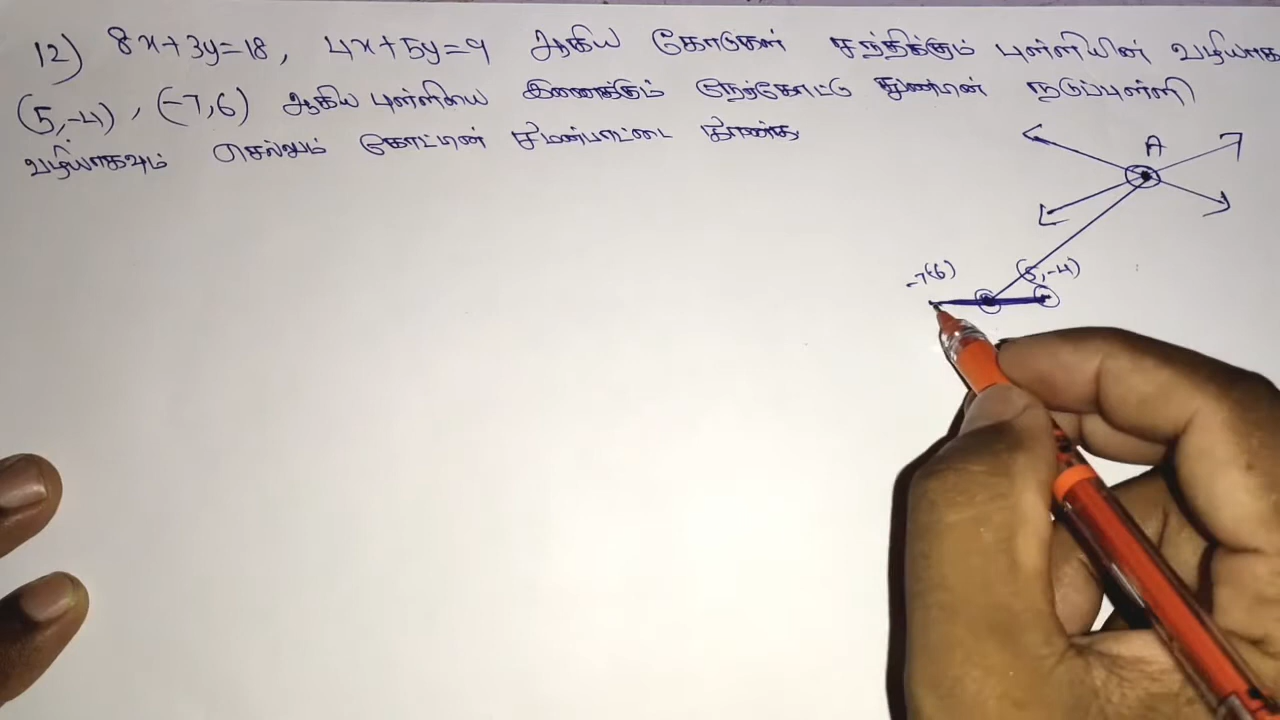 12) 8x+3y=18, 4x+5y=9 ஆகிய கோடுகள் சந்திக்கும் புள்ளியின் வழியாக
(5,-4), (-7,6) ஆகிய புள்ளியை இணைக்கும் நேர்கோட்டு துண்டின் நடுப்புள்ளி
வழியாகவும் செல்லும் கோட்டின் சமன்பாட்டை காண்க
A
-7(6) (5,-4)